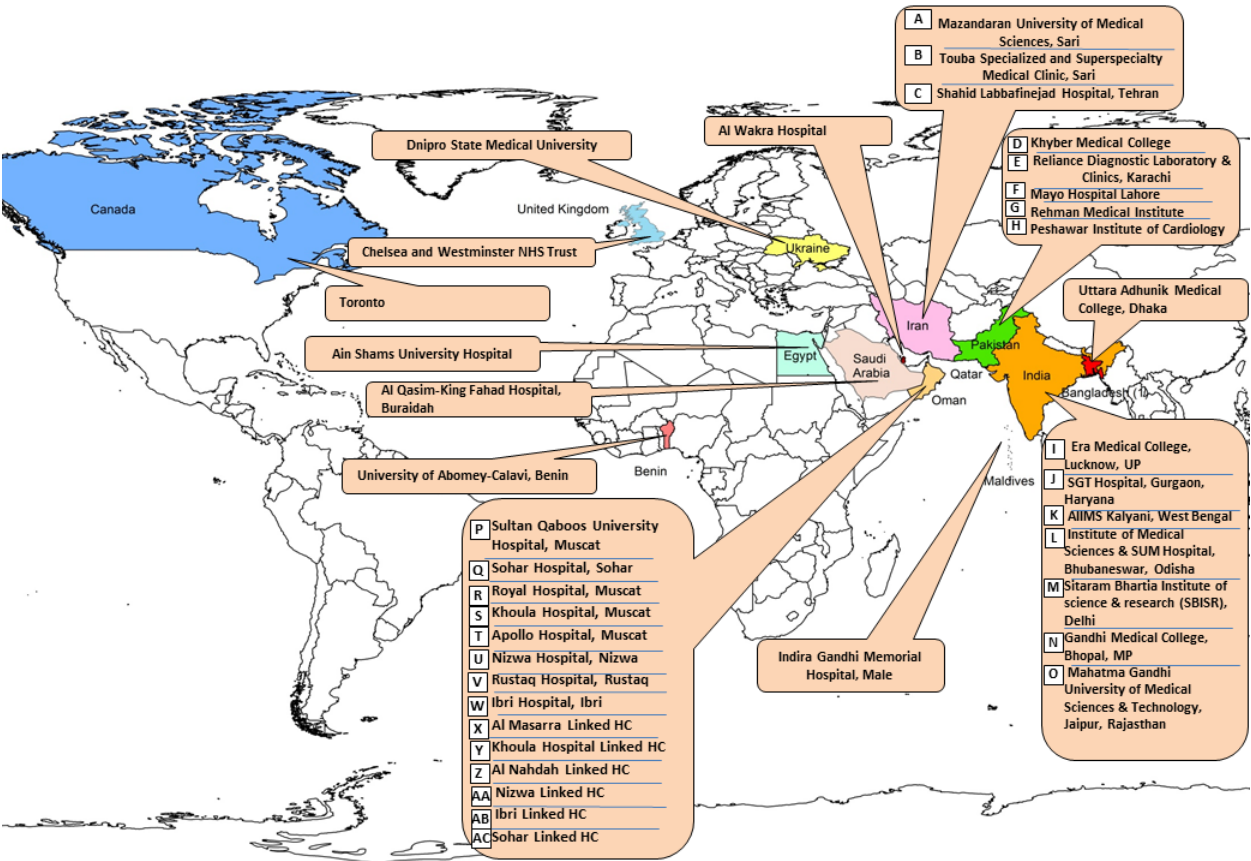 A
Mazandaran University of Medical
Sciences, Sari
B
Touba Specialized and Superspecialty
Medical Clinic, Sari
C
Shahid Labbafinejad Hospital, Tehran
Al Wakra Hospital
Dnipro State Medical University
D
Khyber Medical College
E
Reliance Diagnostic Laboratory &
Clinics, Karachi
F
Mayo Hospital Lahore
G
Rehman Medical Institute
H
Peshawar Institute of Cardiology
Canada
United Kingdom
Chelsea and Westminster NHS Trust
Ukraine
Toronto
Uttara Adhunik Medical
College, Dhaka
Iran
Pakistan
Ain Shams University Hospital
Egypt
Saudi
Arabia
Qatar
India
Al Qasim-King Fahad Hospital,
Buraidah
Oman
Bangladesh (1)
University of Abomey-Calavi, Benin
Benin
Maldives
I
Era Medical College,
Lucknow, UP
J
SGT Hospital, Gurgaon,
Haryana
K
AIIMS Kalyani, West Bengal
L
Institute of Medical
Sciences & SUM Hospital,
Bhubaneswar, Odisha
M
Sitaram Bhartia Institute of
science & research (SBISR),
Delhi
N
Gandhi Medical College,
Bhopal, MP
O
Mahatma Gandhi
University of Medical
Sciences & Technology,
Jaipur, Rajasthan
P
Sultan Qaboos University
Hospital, Muscat
Q
Sohar Hospital, Sohar
R
Royal Hospital, Muscat
S
Khoula Hospital, Muscat
T
Apollo Hospital, Muscat
U
Nizwa Hospital, Nizwa
V
Rustaq Hospital, Rustaq
W
Ibri Hospital, Ibri
X
Al Masarra Linked HC
Y
Khoula Hospital Linked HC
Z
Al Nahdah Linked HC
AA
Nizwa Linked HC
AB
Ibri Linked HC
AC
Sohar Linked HC
Indira Gandhi Memorial
Hospital, Male